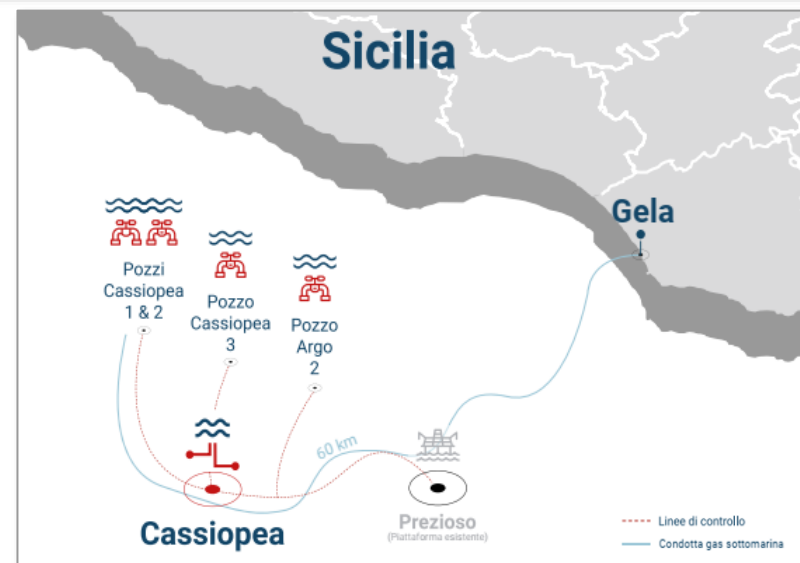 Sicilia
Gela
Pozzi
Cassiopea
1 & 2
Pozzo
Cassiopea
3
Pozzo
Argo
2
60 km
Cassiopea
Prezioso
(Piattaforma esistente)
Linee di controllo
Condotta gas sottomarina